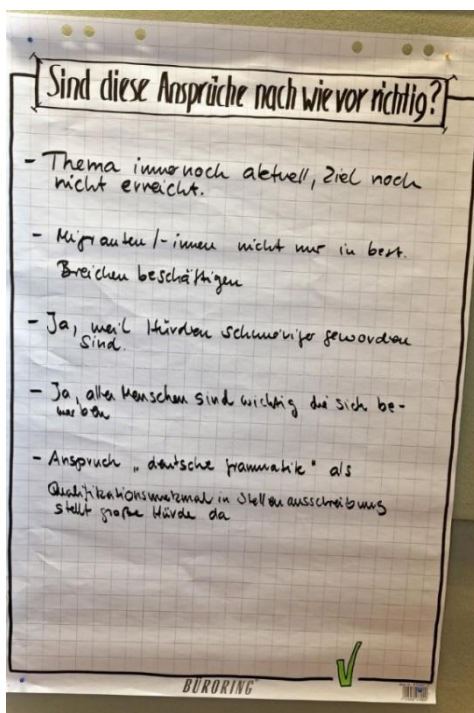 Sind diese Ansprüche nach wie vor richtig?
- Thema immer noch aktuell, Ziel noch
nicht erreicht.
- Migranten/-innen nicht nur in best.
Breichen beschäftigen
- Ja, weil Hürden schwieriger geworden
sind.
- Ja, alle Menschen sind wichtig die sich be-
werben
- Anspruch „deutsche Grammatik" als
Qualifikationsmerkmal in Stellenausschreibung
stellt große Hürde da
BÜRORING